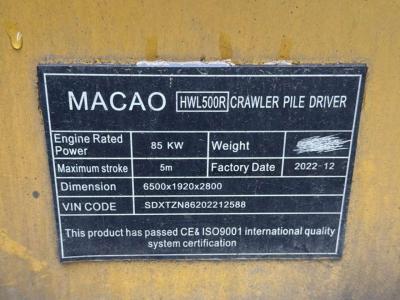 MACAO HWL500R CRAWLER PILE DRIVER
Engine Rated Power 85 KW Weight
Maximum stroke 5m Factory Date 2022-12
Dimension 6500x1920x2800
VIN CODE SDXTZN86202212588
This product has passed CE& ISO9001 international quality
system certification